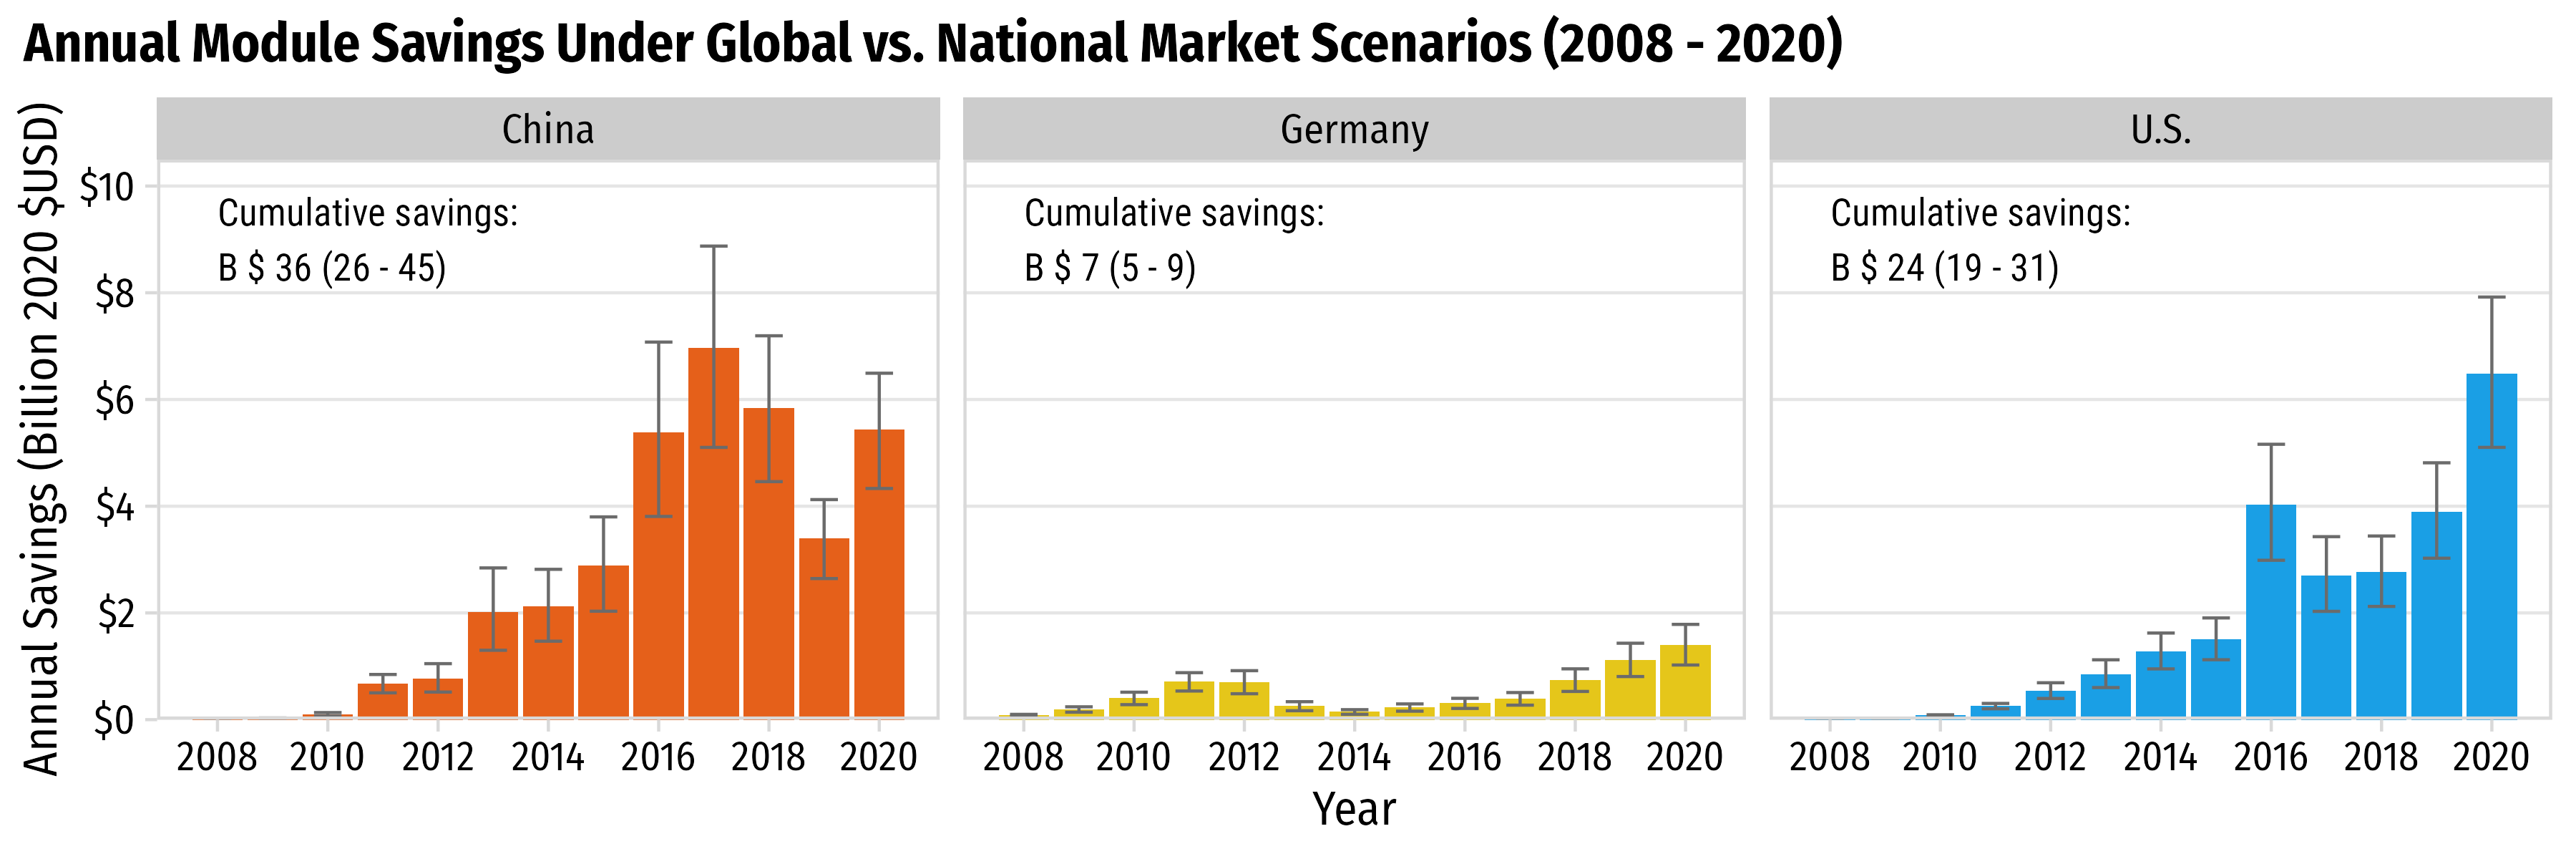 Annual Module Savings Under Global vs. National Market Scenarios (2008 - 2020)
Annual Savings (Billion 2020 $USD)
China
Germany
U.S.
$10
$8
$6
$4
$2
$0
Cumulative savings:
B $ 36 (26 - 45)
Cumulative savings:
B $ 7 (5 - 9)
Cumulative savings:
B $ 24 (19 - 31)
2008 2010 2012 2014 2016 2018 2020
2008 2010 2012 2014 2016 2018 2020
2008 2010 2012 2014 2016 2018 2020
Year